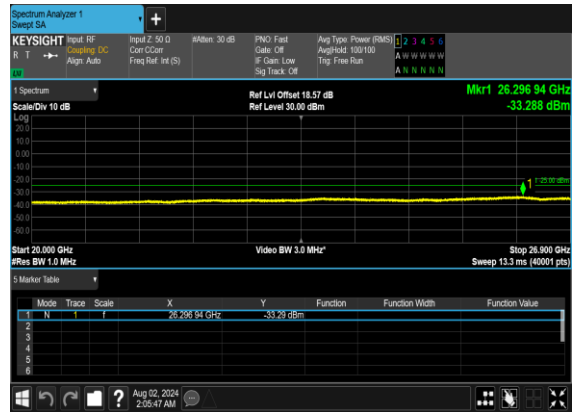 Spectrum Analyzer 1
Swept SA
KEYSIGHT Input: RF Input Z: 50 Ω #Atten: 30 dB PNO: Fast Avg Type: Power (RMS) 1 2 3 4 5 6
R T Coupling: DC Corr CCorr Gate: Off Avg|Hold: 100/100 A W W W W W
Align: Auto Freq Ref: Int (S) IF Gain: Low Trig: Free Run A N N N N N
Sig Track: Off
1 Spectrum Ref Lvl Offset 18.57 dB Mkr1 26.296 94 GHz
Scale/Div 10 dB Ref Level 30.00 dBm -33.288 dBm
Log
20.0
10.0
0.00
-10.0
-20.0
1 -25.00 dBm
-30.0
-40.0
-50.0
-60.0
Start 20.000 GHz Video BW 3.0 MHz* Stop 26.900 GHz
#Res BW 1.0 MHz Sweep 13.3 ms (40001 pts)
5 Marker Table
Mode Trace Scale X Y Function Function Width Function Value
1 N 1 f 26.296 94 GHz -33.29 dBm
2
3
4
5
6
? Aug 02, 2024
2:05:47 AM